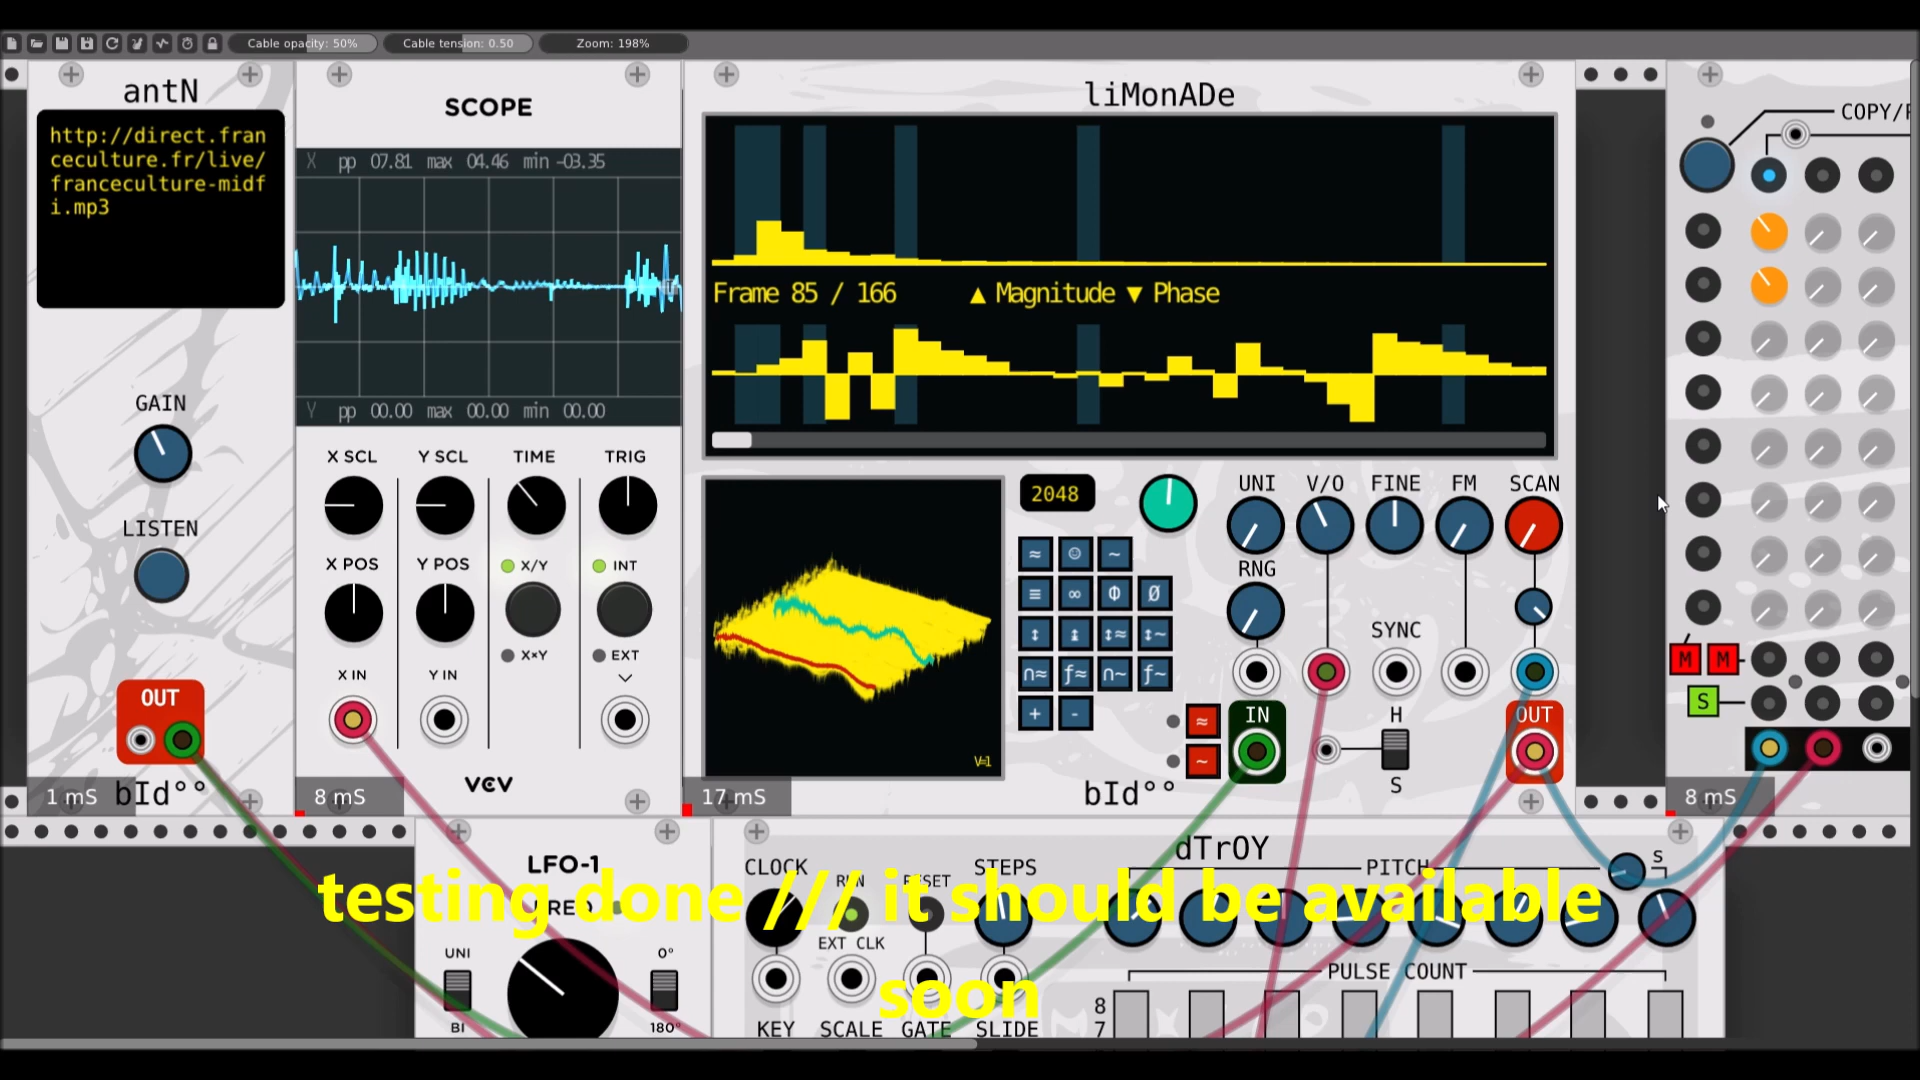 Cable opacity: 50% Cable tension: 0.50 Zoom: 198%
antN
http://direct.fran
ceculture.fr/live/
franceculture-midf
i.mp3
GAIN
LISTEN
OUT
1 mS bId°°
SCOPE
X pp 07.81 max 04.46 min -03.35
Y pp 00.00 max 00.00 min 00.00
X SCL Y SCL TIME TRIG
X POS Y POS X/Y INT
X×Y EXT
X IN Y IN
VCV
8 mS
liMonADe
Frame 85 / 166 ▲ Magnitude ▼ Phase
2048
V=1
≈ ☺ ~
≡ ∞ Φ Ø
∩≈ ƒ≈ ∩~ ƒ~
+ -
≈
~
UNI V/O FINE FM SCAN
RNG
SYNC
IN H OUT
S
17 mS bId°°
COPY/
M M
S
8 mS
LFO-1
FREQ
UNI 0°
BI 180°
dTrOY
CLOCK RUN RESET STEPS PITCH S
EXT CLK
PULSE COUNT
8
7
KEY SCALE GATE SLIDE
testing done /// it should be available
soon